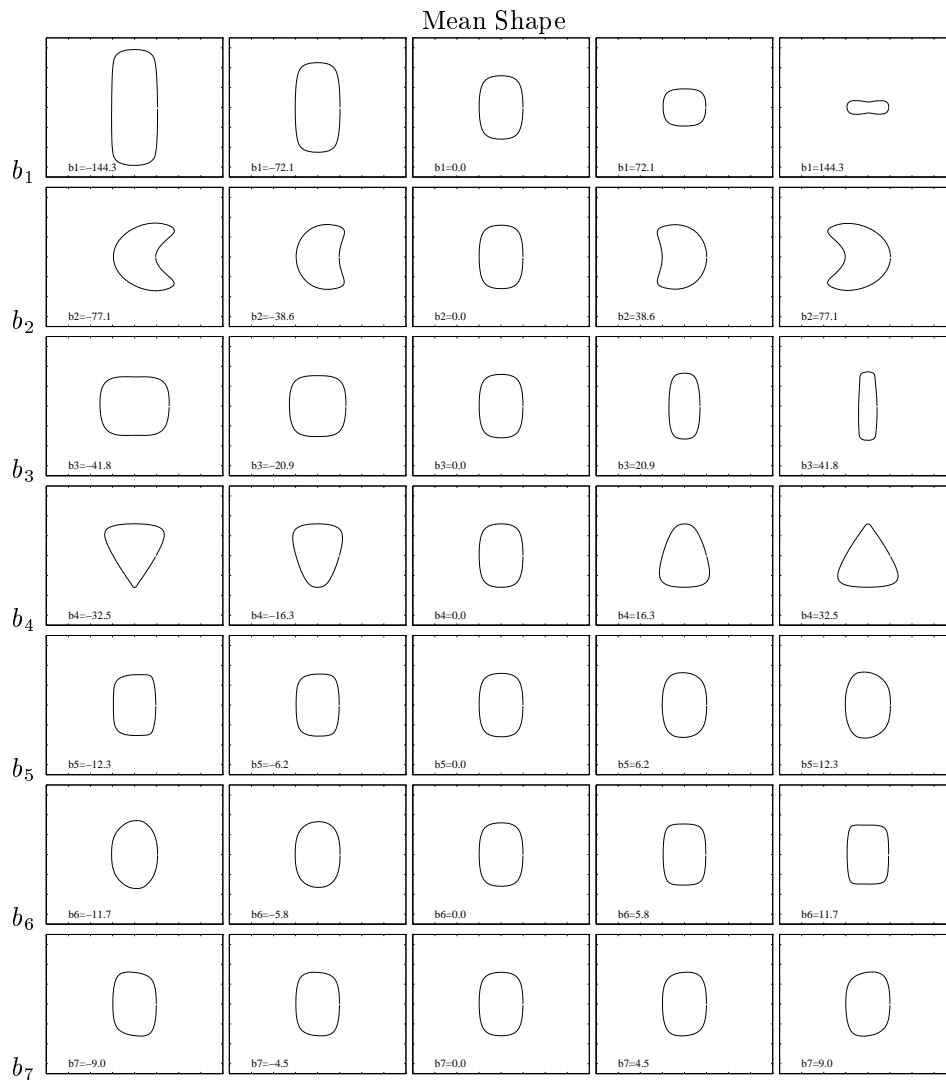 Mean Shape
b1=−144.3 b1=−72.1 b1=0.0 b1=72.1 b1=144.3
b1
b2=−77.1 b2=−38.6 b2=0.0 b2=38.6 b2=77.1
b2
b3=−41.8 b3=−20.9 b3=0.0 b3=20.9 b3=41.8
b3
b4=−32.5 b4=−16.3 b4=0.0 b4=16.3 b4=32.5
b4
b5=−12.3 b5=−6.2 b5=0.0 b5=6.2 b5=12.3
b5
b6=−11.7 b6=−5.8 b6=0.0 b6=5.8 b6=11.7
b6
b7=−9.0 b7=−4.5 b7=0.0 b7=4.5 b7=9.0
b7